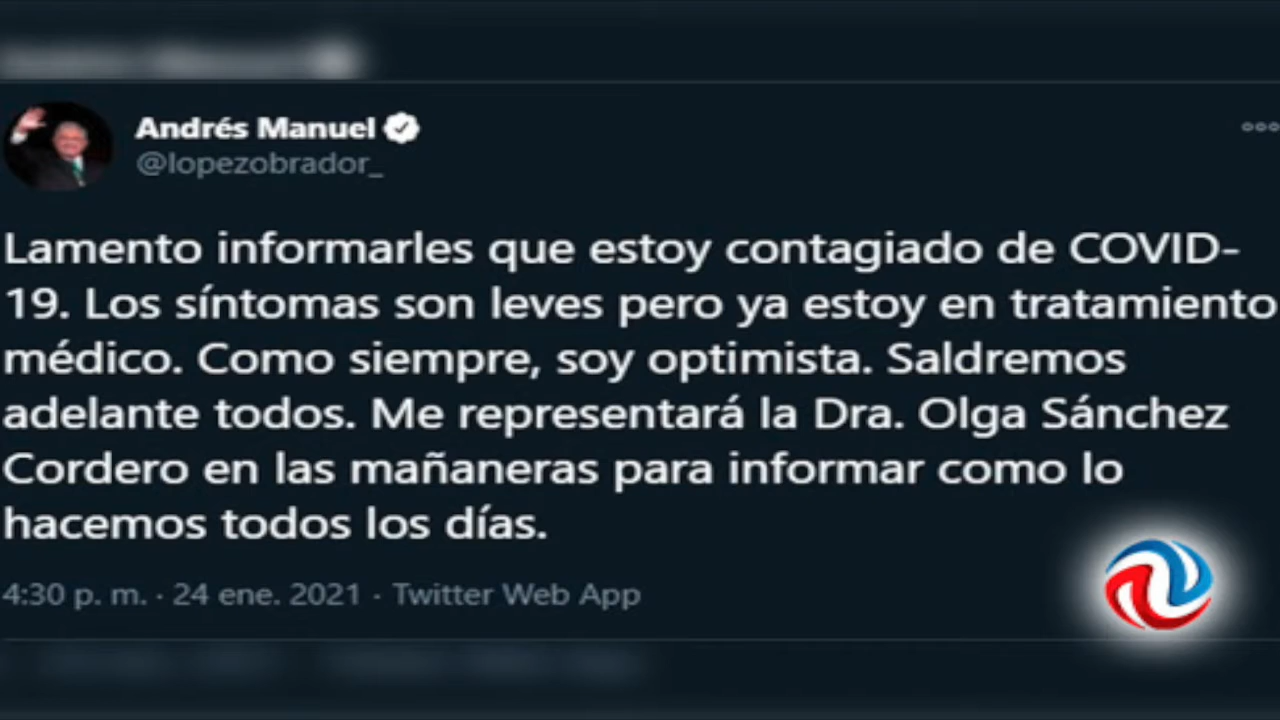 Andrés Manuel
@lopezobrador_
Lamento informarles que estoy contagiado de COVID-
19. Los síntomas son leves pero ya estoy en tratamiento
médico. Como siempre, soy optimista. Saldremos
adelante todos. Me representará la Dra. Olga Sánchez
Cordero en las mañaneras para informar como lo
hacemos todos los días.
4:30 p. m. · 24 ene. 2021 · Twitter Web App